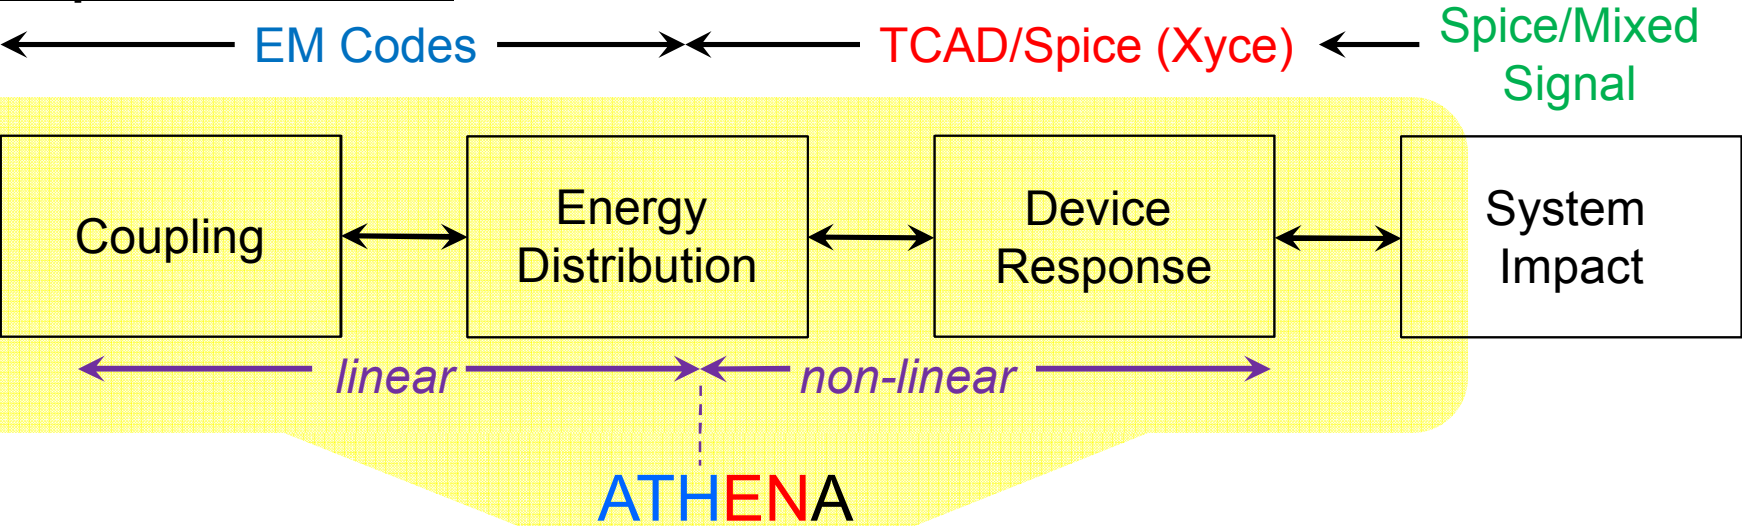 EM Codes
TCAD/Spice (Xyce)
Spice/Mixed
Signal
Coupling
Energy
Distribution
Device
Response
System
Impact
linear
non-linear
ATHENA